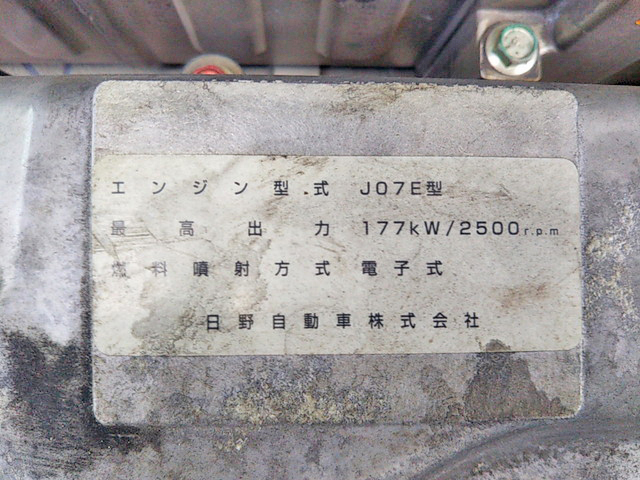 エンジン型式 J07E型
最高出力 177kW/2500r.p.m
燃料噴射方式 電子式
日野自動車株式会社